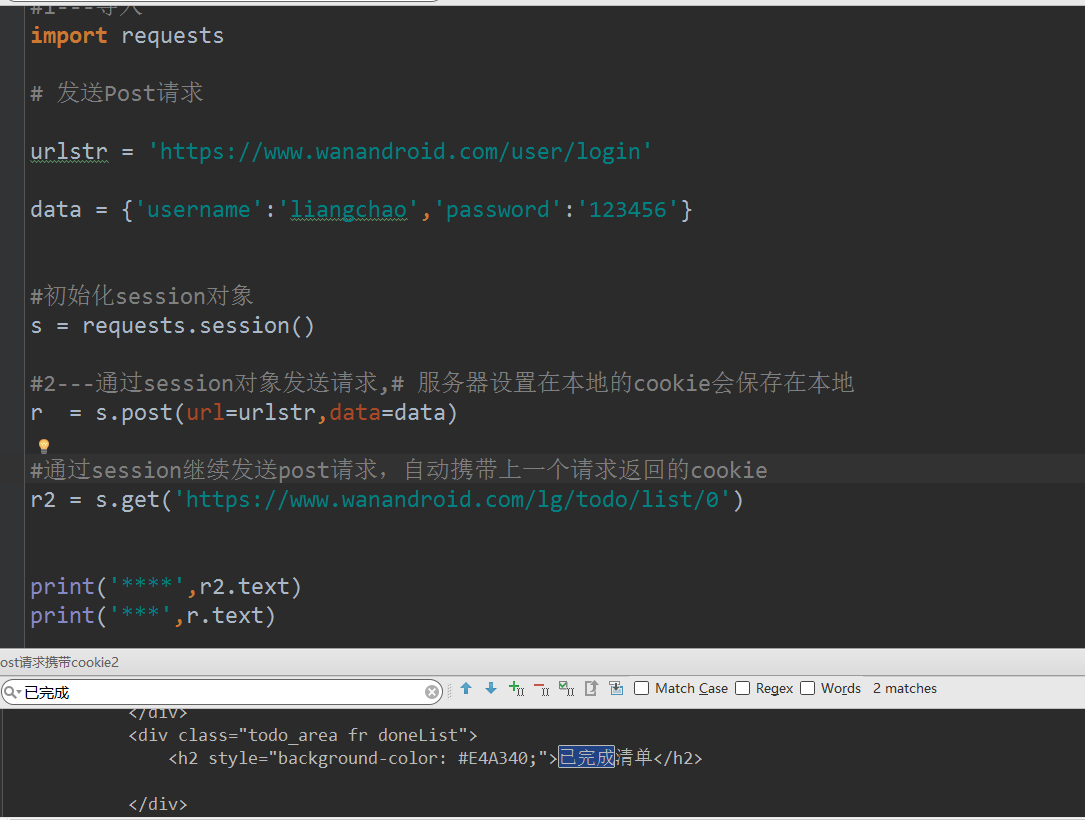 #1---导入
import requests
# 发送Post请求
urlstr = 'https://www.wanandroid.com/user/login'
data = {'username':'liangchao','password':'123456'}
#初始化session对象
s = requests.session()
#2---通过session对象发送请求,# 服务器设置在本地的cookie会保存在本地
r  = s.post(url=urlstr,data=data)
#通过session继续发送post请求，自动携带上一个请求返回的cookie
r2 = s.get('https://www.wanandroid.com/lg/todo/list/0')
print('****',r2.text)
print('***',r.text)
ost请求携带cookie2
已完成 Match Case Regex Words 2 matches
</div>
<div class="todo_area fr doneList">
<h2 style="background-color: #E4A340;">已完成清单</h2>
</div>